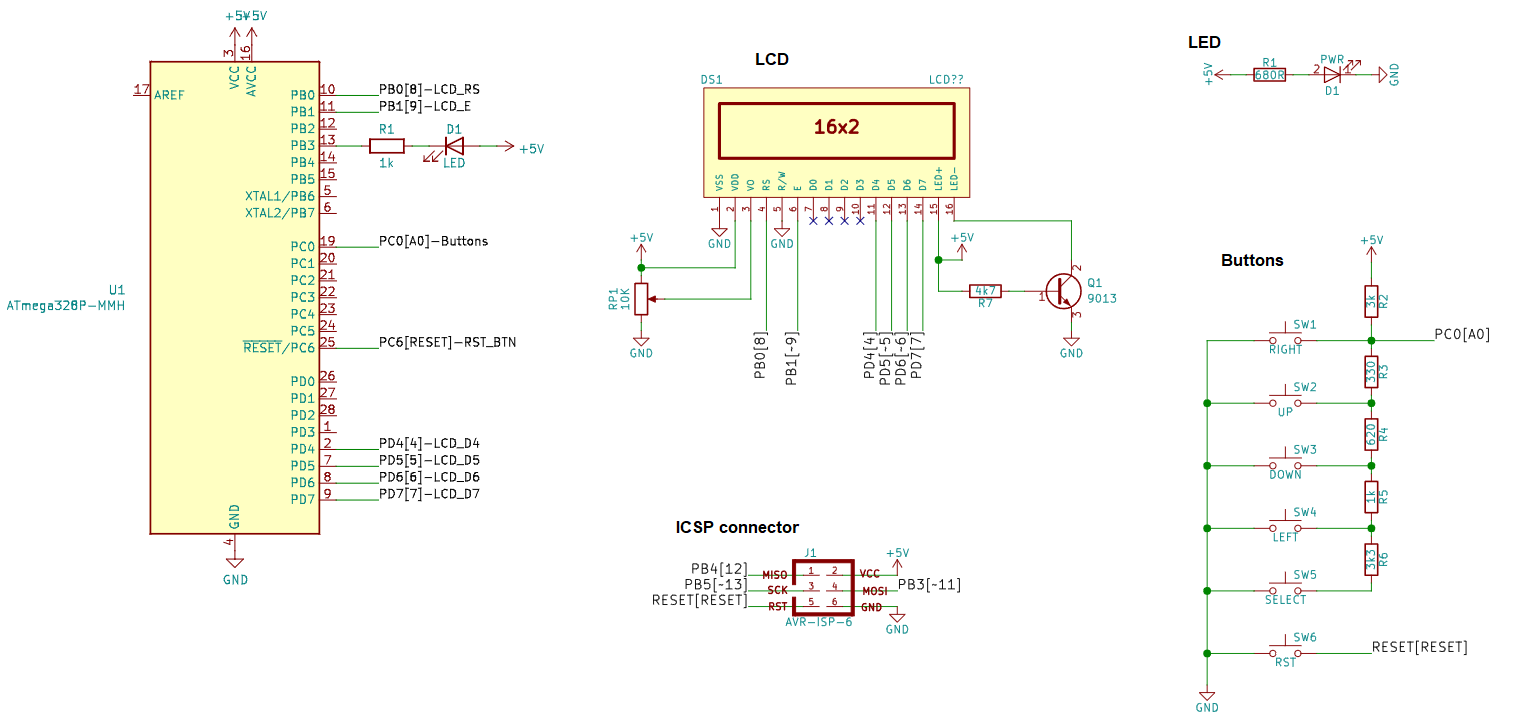 +5V +5V
3 VCC
16 AVCC
17 AREF
PB0 10 PB0[8]-LCD_RS
PB1 11 PB1[9]-LCD_E
PB2 12
PB3 13
R1
1k
D1
LED
+5V
PB4 14
PB5 15
XTAL1/PB6 5
XTAL2/PB7 6
PC0 19 PC0[A0]-Buttons
PC1 20
PC2 21
PC3 22
PC4 23
PC5 24
RESET/PC6 25 PC6[RESET]-RST_BTN
U1
ATmega328P-MMH
PD0 26
PD1 27
PD2 28
PD3 1
PD4 2 PD4[4]-LCD_D4
PD5 7 PD5[5]-LCD_D5
PD6 8 PD6[6]-LCD_D6
PD7 9 PD7[7]-LCD_D7
GND
4
GND
LCD
DS1 LCD??
16x2
VSS VDD VO RS R/W E D0 D1 D2 D3 D4 D5 D6 D7 LED+ LED-
1 2 3 4 5 6 7 8 9 10 11 12 13 14 15 16
GND GND
+5V
RP1
10K
GND
PB0[8]
PB1[~9]
PD4[4]
PD5[~5]
PD6[~6]
PD7[7]
+5V
4k7
R7
1 2 3
Q1
9013
GND
ICSP connector
J1
+5V
PB4[12] MISO 1 2 VCC
PB5[~13] SCK 3 4 MOSI PB3[~11]
RESET[RESET] RST 5 6 GND
AVR-ISP-6
GND
LED
+5V
R1
680R
PWR
2 1
D1
GND
Buttons
+5V
3k R2
SW1
RIGHT
PC0[A0]
330 R3
SW2
UP
620 R4
SW3
DOWN
1k R5
SW4
LEFT
3k3 R6
SW5
SELECT
SW6
RST
RESET[RESET]
GND